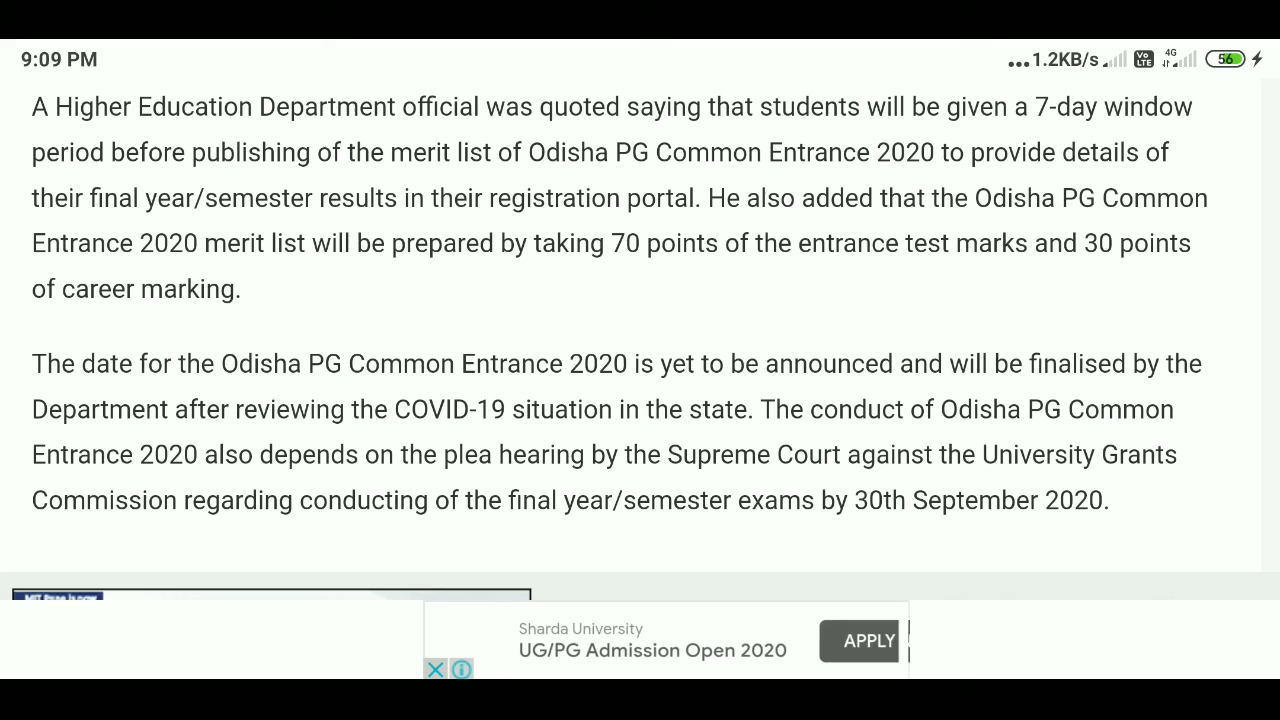 9:09 PM
...1.2KB/s
Vo
LTE
4G
56
A Higher Education Department official was quoted saying that students will be given a 7-day window
period before publishing of the merit list of Odisha PG Common Entrance 2020 to provide details of
their final year/semester results in their registration portal. He also added that the Odisha PG Common
Entrance 2020 merit list will be prepared by taking 70 points of the entrance test marks and 30 points
of career marking.
The date for the Odisha PG Common Entrance 2020 is yet to be announced and will be finalised by the
Department after reviewing the COVID-19 situation in the state. The conduct of Odisha PG Common
Entrance 2020 also depends on the plea hearing by the Supreme Court against the University Grants
Commission regarding conducting of the final year/semester exams by 30th September 2020.
MIT Pune is now
Sharda University
UG/PG Admission Open 2020
APPLY